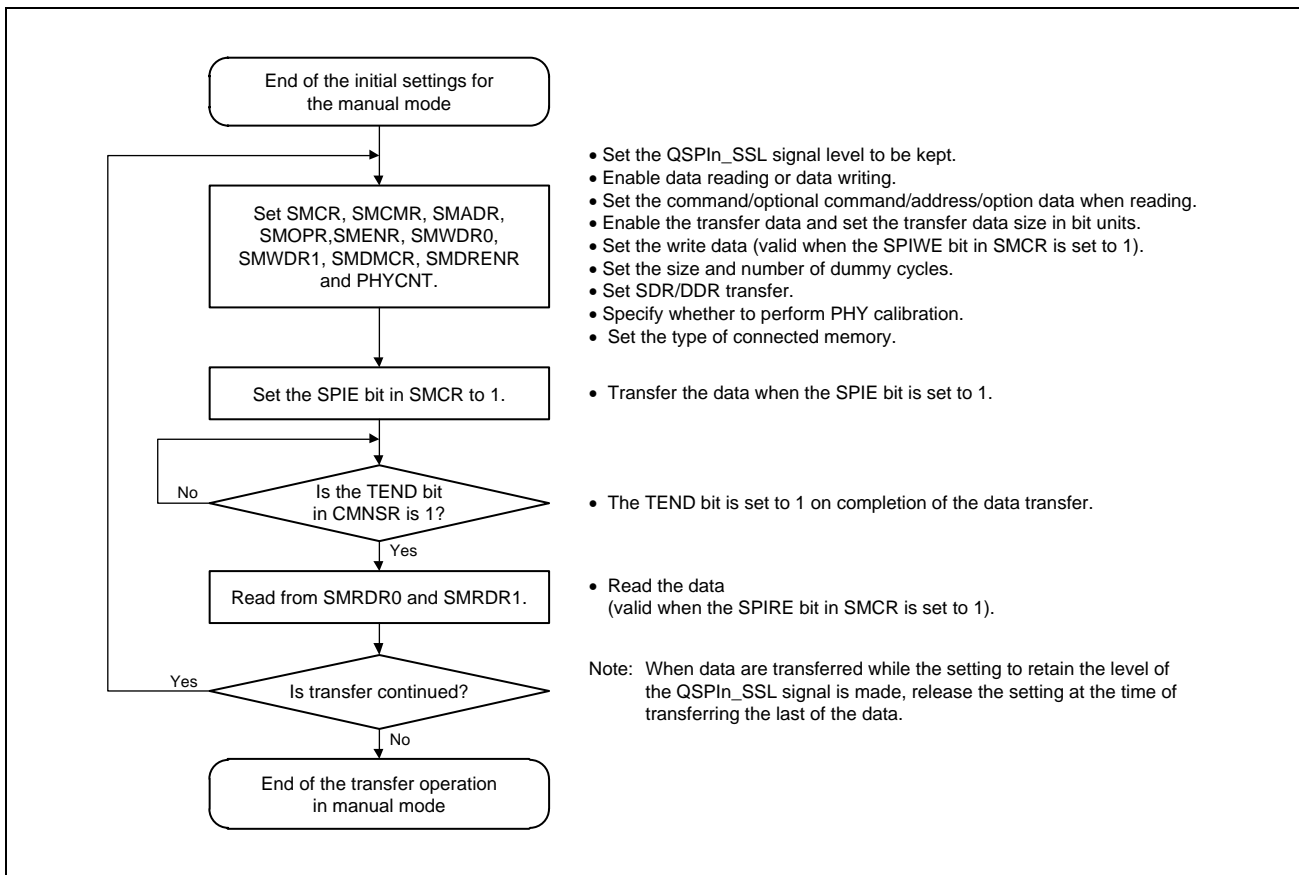 End of the initial settings for
the manual mode
Set SMCR, SMCMR, SMADR,
SMOPR,SMENR, SMWDR0,
SMWDR1, SMDMCR, SMDRENR
and PHYCNT.
• Set the QSPIn_SSL signal level to be kept.
• Enable data reading or data writing.
• Set the command/optional command/address/option data when reading.
• Enable the transfer data and set the transfer data size in bit units.
• Set the write data (valid when the SPIWE bit in SMCR is set to 1).
• Set the size and number of dummy cycles.
• Set SDR/DDR transfer.
• Specify whether to perform PHY calibration.
• Set the type of connected memory.
Set the SPIE bit in SMCR to 1.
• Transfer the data when the SPIE bit is set to 1.
No
Is the TEND bit
in CMNSR is 1?
• The TEND bit is set to 1 on completion of the data transfer.
Yes
Read from SMRDR0 and SMRDR1.
• Read the data
(valid when the SPIRE bit in SMCR is set to 1).
Yes
Is transfer continued?
Note: When data are transferred while the setting to retain the level of
the QSPIn_SSL signal is made, release the setting at the time of
transferring the last of the data.
No
End of the transfer operation
in manual mode